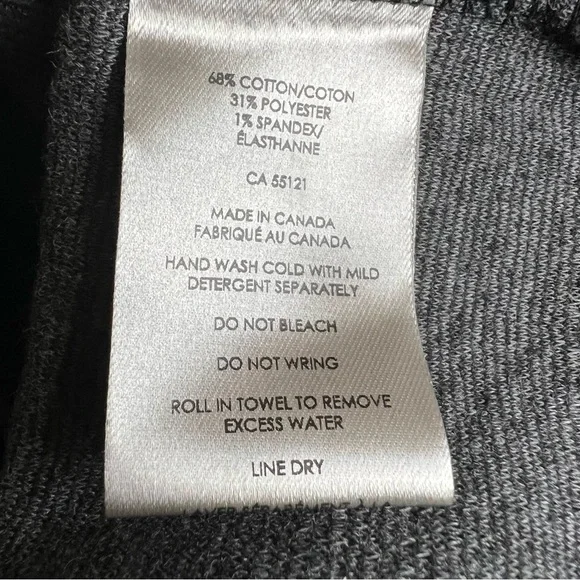 68% COTTON/COTON
31% POLYESTER
1% SPANDEX/
ÉLASTHANNE
CA 55121
MADE IN CANADA
FABRIQUÉ AU CANADA
HAND WASH COLD WITH MILD
DETERGENT SEPARATELY
DO NOT BLEACH
DO NOT WRING
ROLL IN TOWEL TO REMOVE
EXCESS WATER
LINE DRY